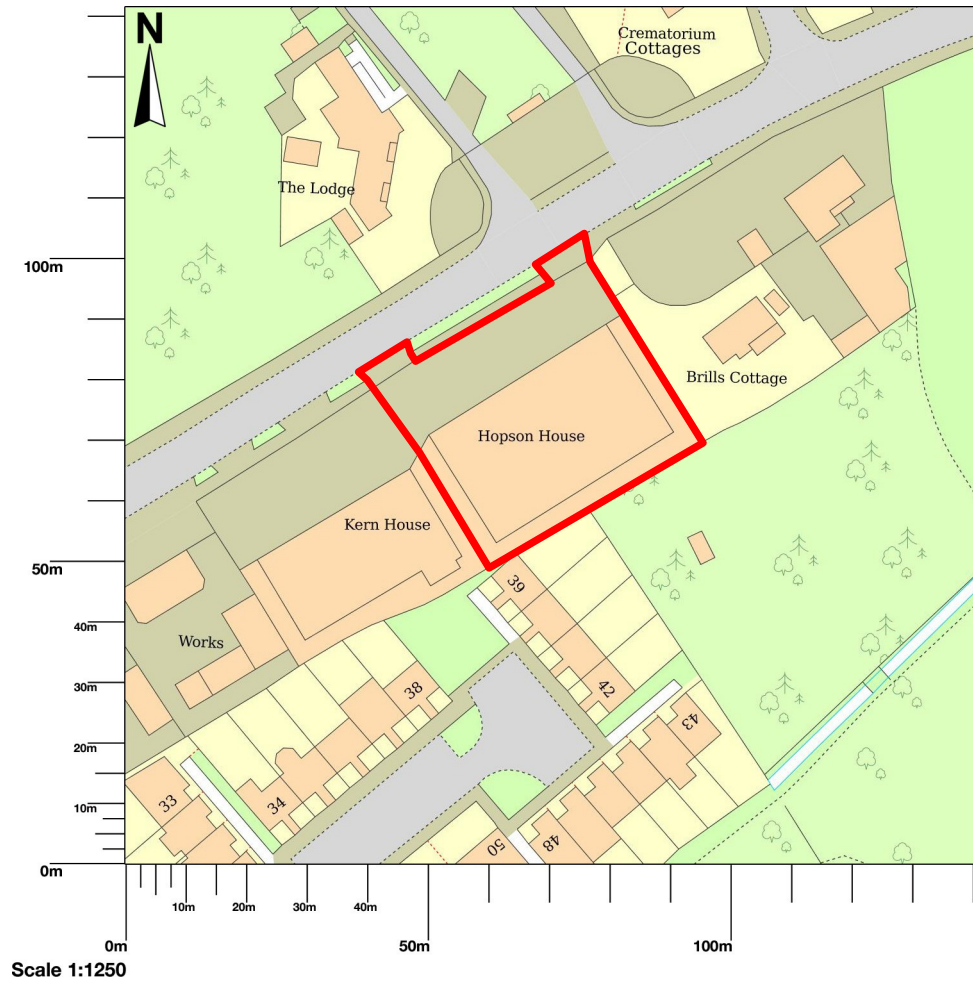 N
Crematorium
Cottages
The Lodge
100m
Brills Cottage
Hopson House
Kern House
50m
39
40m
Works
38
42
30m
43
20m
33
34
10m
48
50
0m
10m
20m
30m
40m
0m
50m
100m
Scale 1:1250